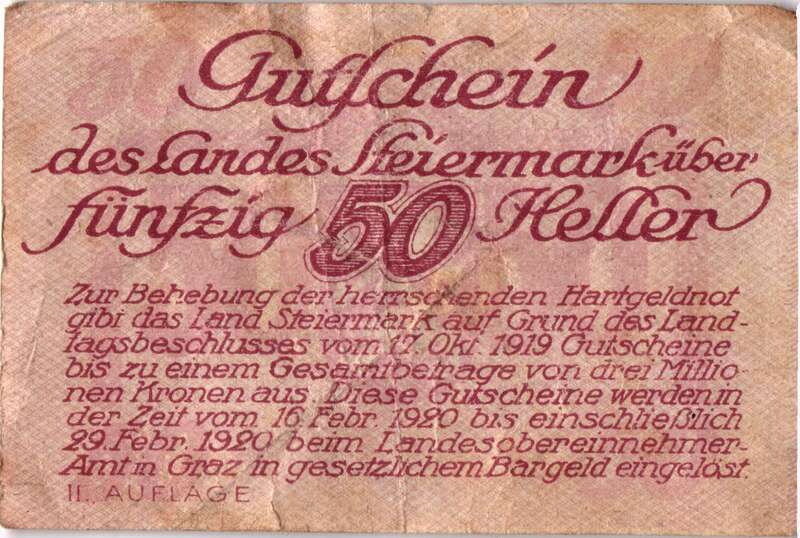 Gutschein
des Landes Steiermark über
fünfzig 50 Heller
Zur Behebung der herrschenden Hartgeldnot
gibt das Land Steiermark auf Grund des Land-
tagsbeschlusses vom 17. Okt. 1919 Gutscheine
bis zu einem Gesamtbetrage von drei Millio-
nen Kronen aus. Diese Gutscheine werden in
der Zeit vom 16. Febr. 1920 bis einschließlich
29. Febr. 1920 beim Landesobereinnehmer-
Amt in Graz in gesetzlichem Bargeld eingelöst.
II. AUFLAGE